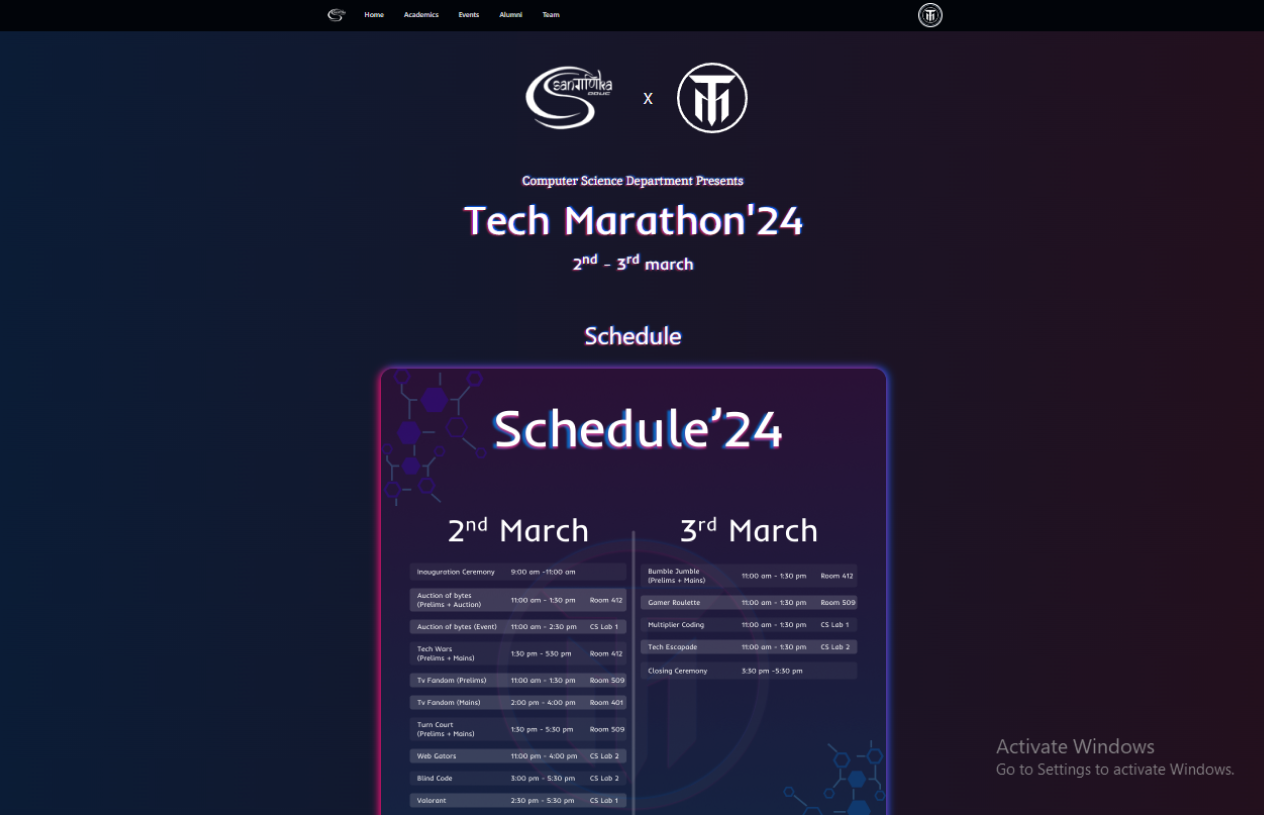 Home Academics Events Alumni Team
X
Computer Science Department Presents
Tech Marathon'24
2nd - 3rd march
Schedule
Schedule’24
2nd March
Inauguration Ceremony 9:00 am -11:00 am
Auction of bytes
(Prelims + Auction) 11:00 am - 1:30 pm Room 412
Auction of bytes (Event) 11:00 am - 2:30 pm CS Lab 1
Tech Wars
(Prelims + Mains) 1:30 pm - 530 pm Room 412
Tv Fandom (Prelims) 11:00 am - 1:30 pm Room 509
Tv Fandom (Mains) 2:00 pm - 4:00 pm Room 401
Turn Court
(Prelims + Mains) 1:30 pm - 5:30 pm Room 509
Web Gators 11:00 pm - 4:00 pm CS Lab 2
Blind Code 3:00 pm - 5:30 pm CS Lab 2
Valorant 2:30 pm - 5:30 pm CS Lab 1
3rd March
Bumble Jumble
(Prelims + Mains) 11:00 am - 1:30 pm Room 412
Gamer Roulette 11:00 am - 1:30 pm Room 509
Multiplier Coding 11:00 am - 1:30 pm CS Lab 1
Tech Escapade 11:00 am - 1:30 pm CS Lab 2
Closing Ceremony 3:30 pm -5:30 pm
Activate Windows
Go to Settings to activate Windows.